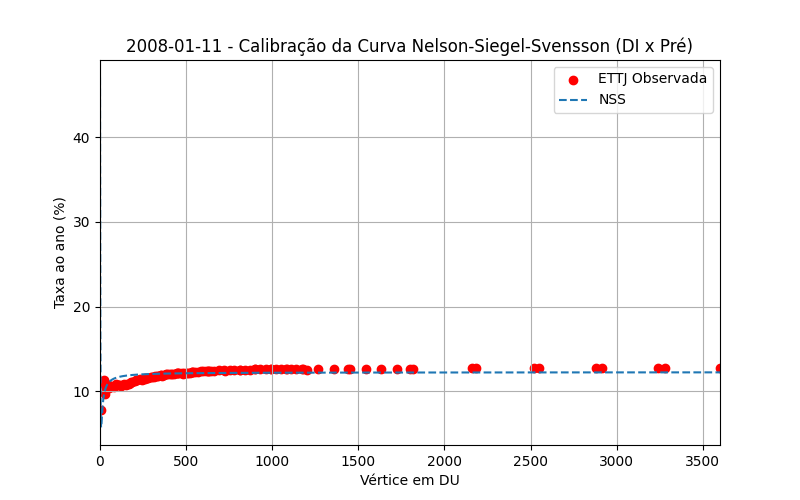 2008-01-11 - Calibração da Curva Nelson-Siegel-Svensson (DI x Pré)
ETTJ Observada
NSS
Taxa ao ano (%)
40
30
20
10
0 500 1000 1500 2000 2500 3000 3500
Vértice em DU